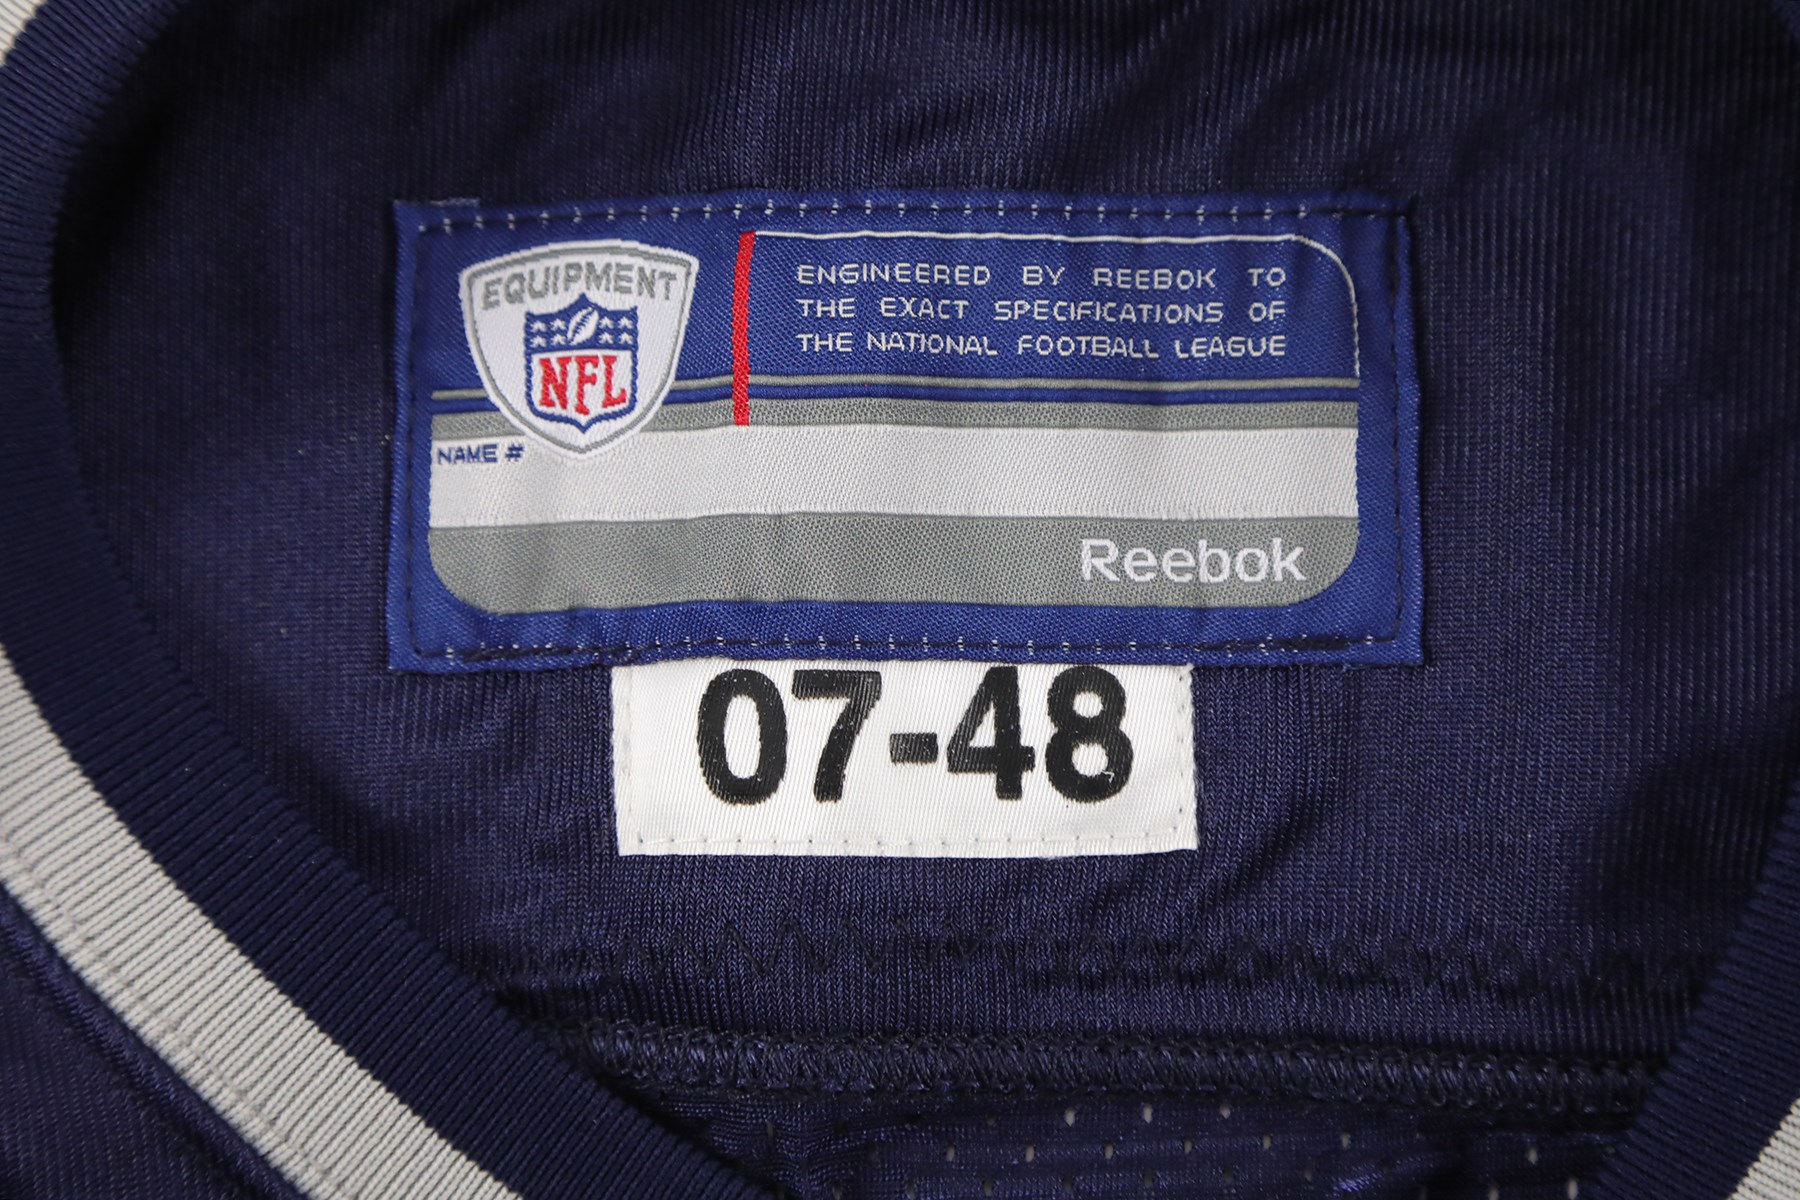 EQUIPMENT
NFL
ENGINEERED BY REEBOK TO
THE EXACT SPECIFICATIONS OF
THE NATIONAL FOOTBALL LEAGUE
NAME #
Reebok
07-48